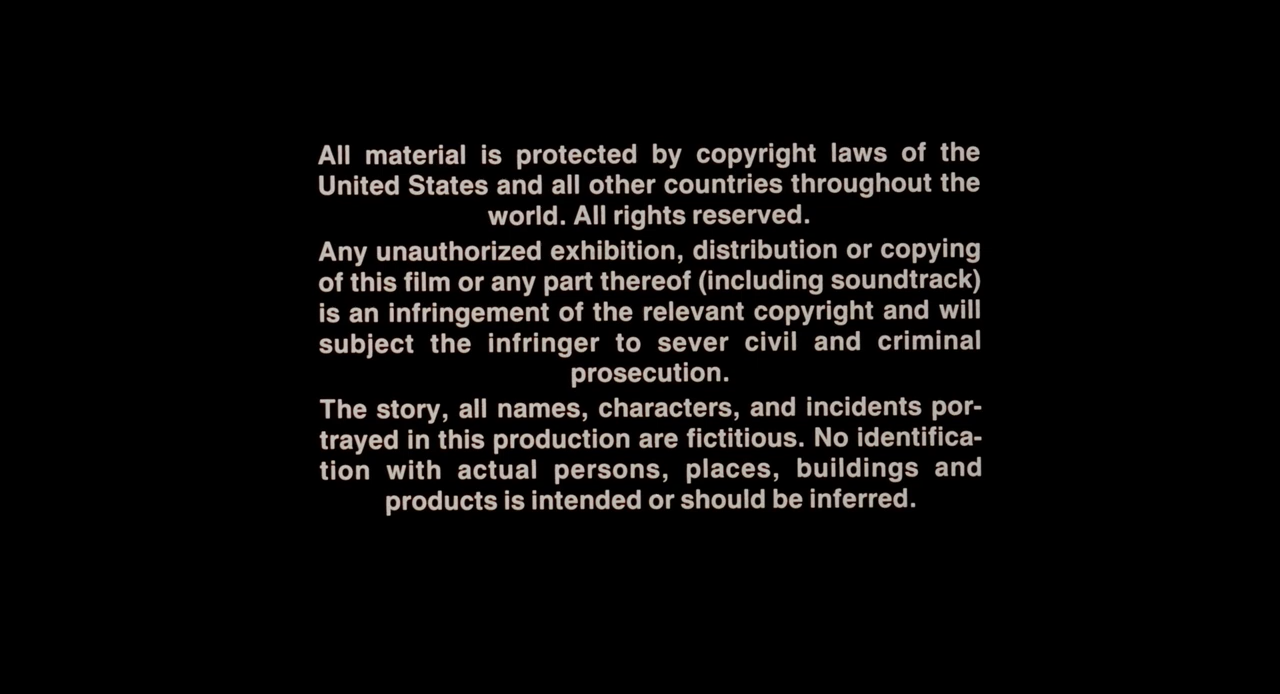 All material is protected by copyright laws of the
United States and all other countries throughout the
world. All rights reserved.
Any unauthorized exhibition, distribution or copying
of this film or any part thereof (including soundtrack)
is an infringement of the relevant copyright and will
subject the infringer to sever civil and criminal
prosecution.
The story, all names, characters, and incidents por-
trayed in this production are fictitious. No identifica-
tion with actual persons, places, buildings and
products is intended or should be inferred.